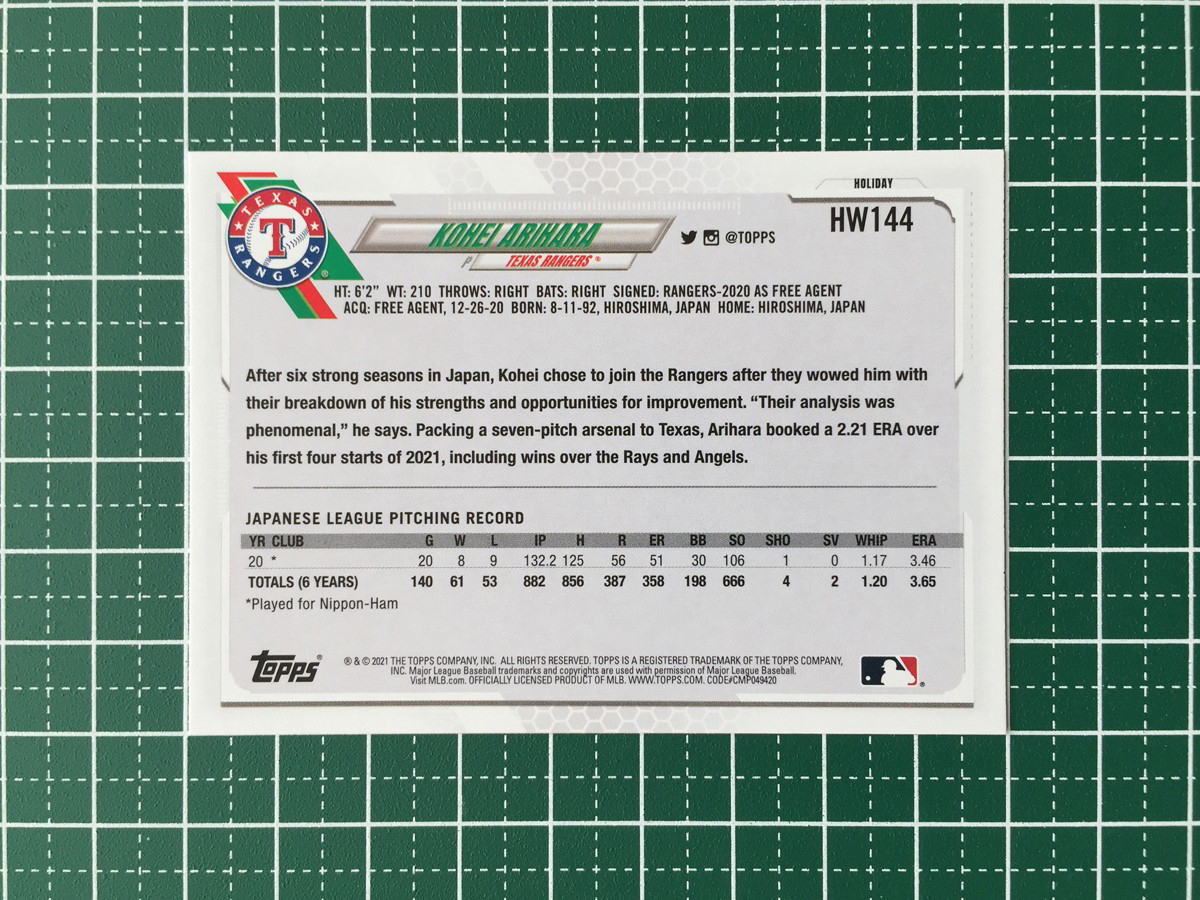 HOLIDAY
HW144
TEXAS
T
RANGERS®
KOHEI ARIHARA
@TOPPS
P TEXAS RANGERS®
HT: 6'2" WT: 210 THROWS: RIGHT BATS: RIGHT SIGNED: RANGERS-2020 AS FREE AGENT
ACQ: FREE AGENT, 12-26-20 BORN: 8-11-92, HIROSHIMA, JAPAN HOME: HIROSHIMA, JAPAN
After six strong seasons in Japan, Kohei chose to join the Rangers after they wowed him with
their breakdown of his strengths and opportunities for improvement. “Their analysis was
phenomenal,” he says. Packing a seven-pitch arsenal to Texas, Arihara booked a 2.21 ERA over
his first four starts of 2021, including wins over the Rays and Angels.
JAPANESE LEAGUE PITCHING RECORD
YR CLUB G W L IP H R ER BB SO SHO SV WHIP ERA
20 * 20 8 9 132.2 125 56 51 30 106 1 0 1.17 3.46
TOTALS (6 YEARS) 140 61 53 882 856 387 358 198 666 4 2 1.20 3.65
*Played for Nippon-Ham
topps®
® & © 2021 THE TOPPS COMPANY, INC. ALL RIGHTS RESERVED. TOPPS IS A REGISTERED TRADEMARK OF THE TOPPS COMPANY,
INC. Major League Baseball trademarks and copyrights are used with permission of Major League Baseball.
Visit MLB.com. OFFICIALLY LICENSED PRODUCT OF MLB. WWW.TOPPS.COM. CODE#CMP049420
®